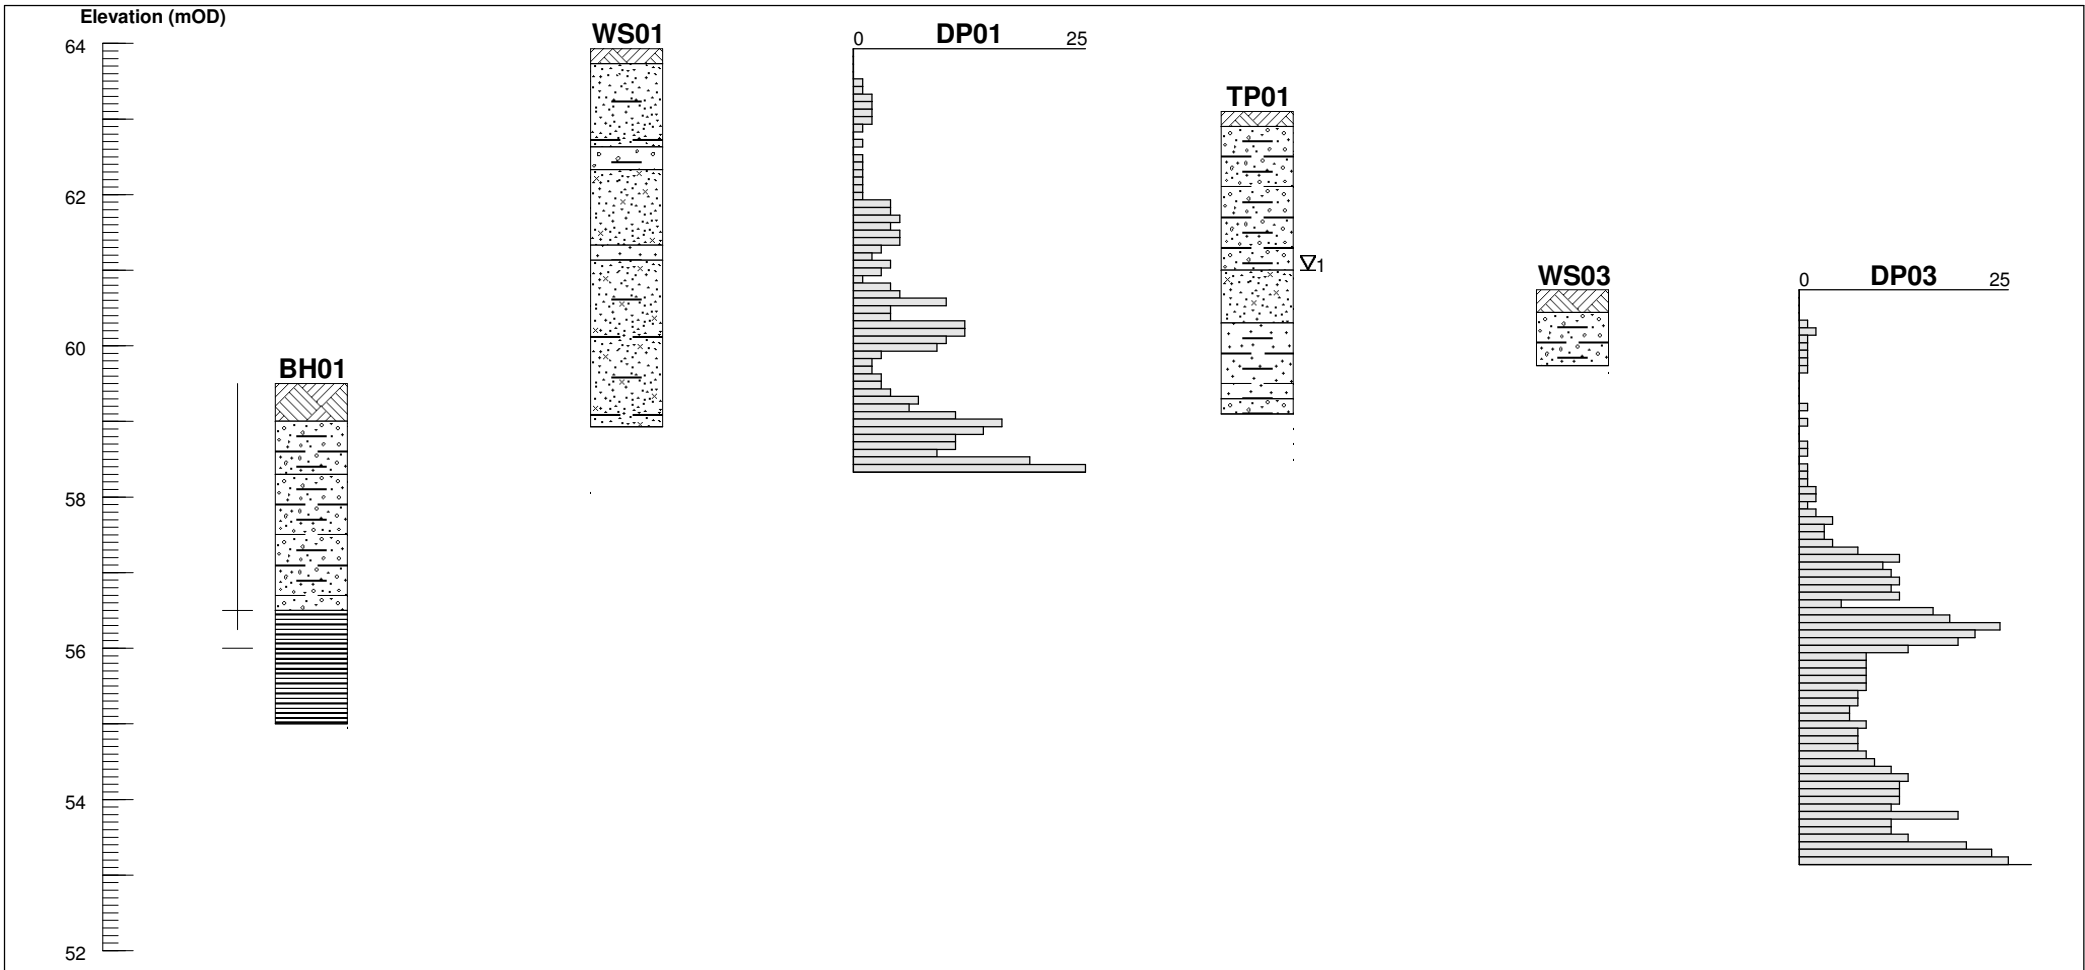 Elevation (mOD)
64
62
60
58
56
54
52
BH01
WS01
0 DP01 25
TP01
1
WS03
0 DP03 25